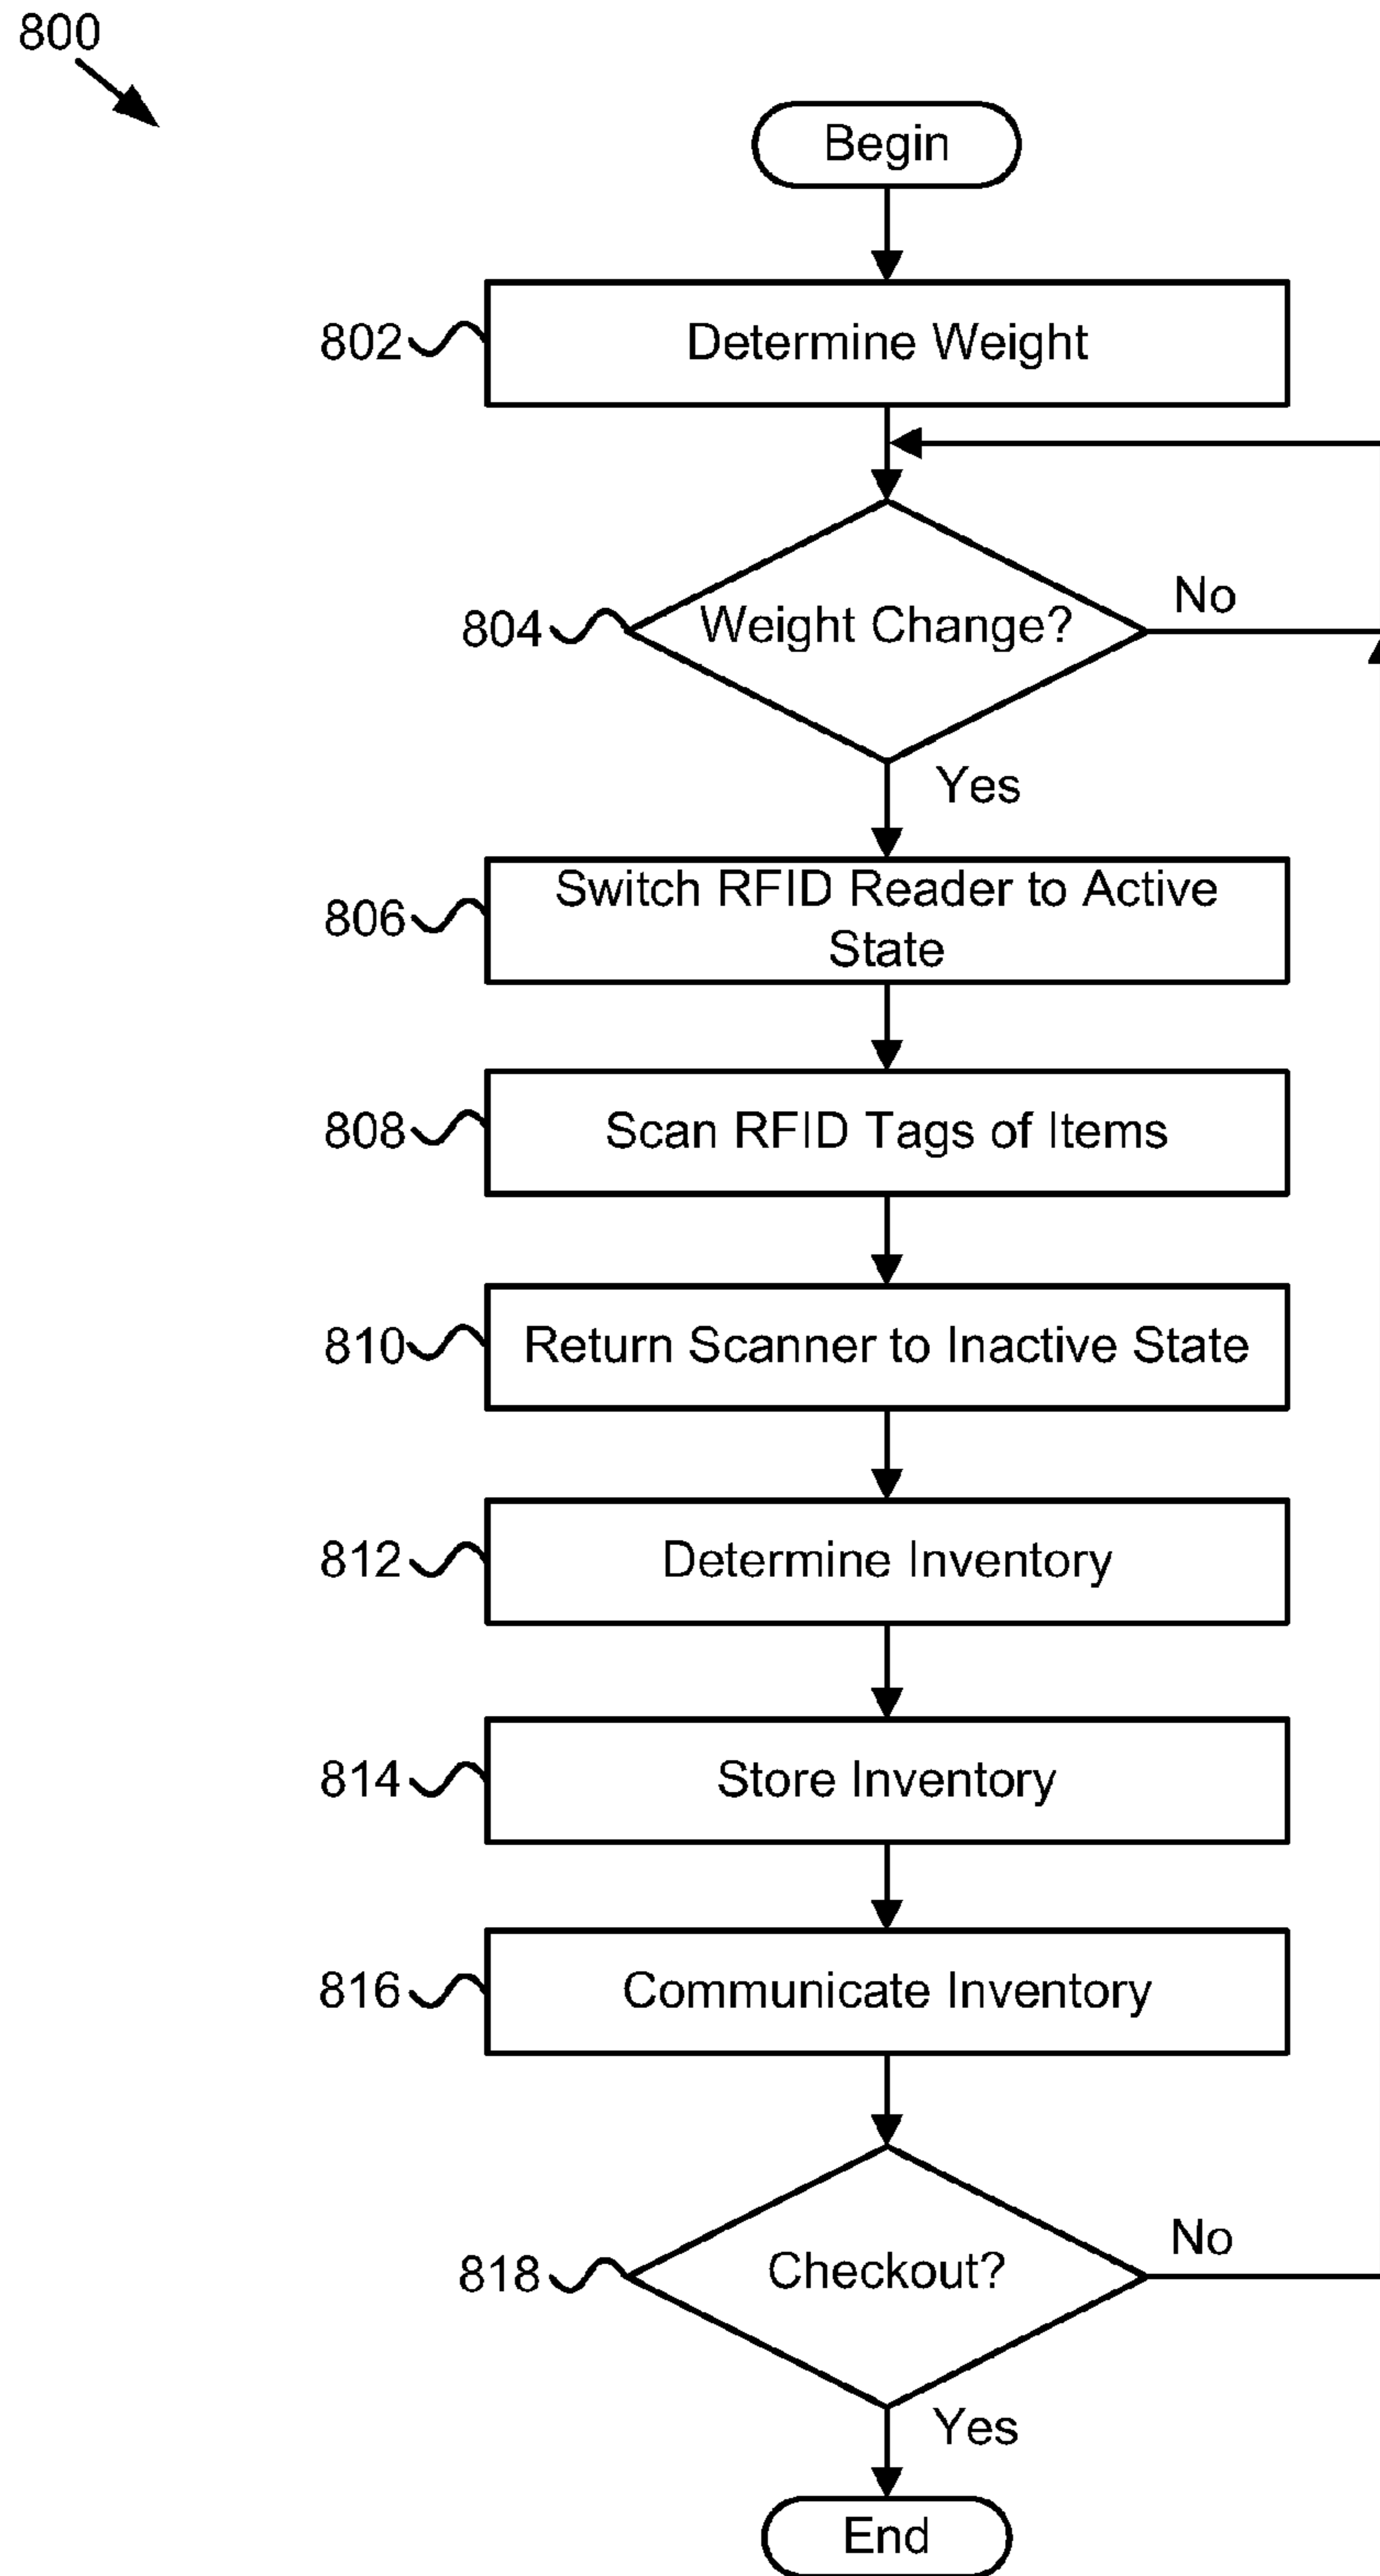 800
Begin
802
Determine Weight
804
Weight Change?
No
Yes
806
Switch RFID Reader to Active
State
808
Scan RFID Tags of Items
810
Return Scanner to Inactive State
812
Determine Inventory
814
Store Inventory
816
Communicate Inventory
818
Checkout?
No
Yes
End